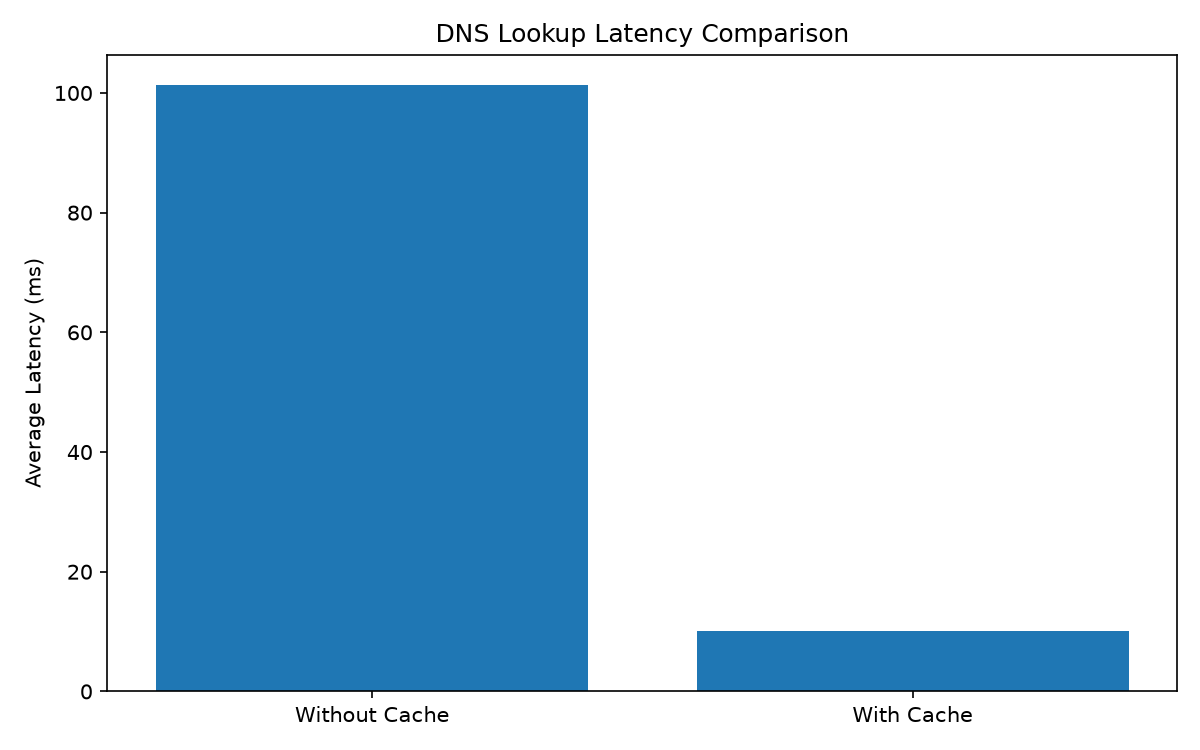 DNS Lookup Latency Comparison
Average Latency (ms)
100
80
60
40
20
0
Without Cache
With Cache